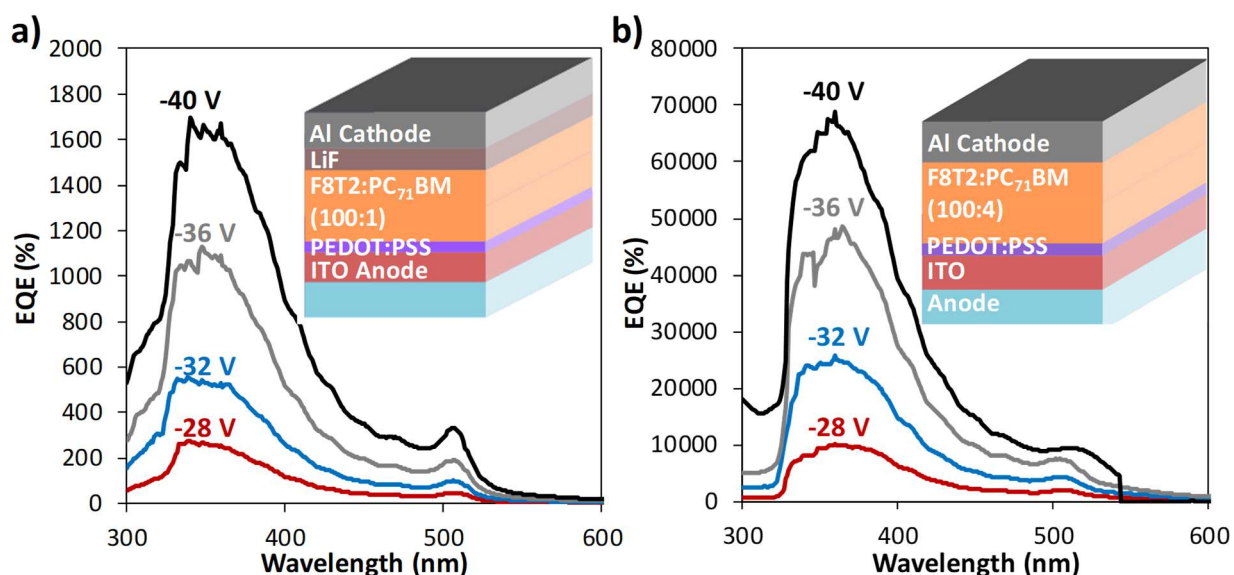 a)
2000
1800
1600
1400
1200
1000
800
600
400
200
0
EQE (%)
300
400
500
600
Wavelength (nm)
-40 V
-36 V
-32 V
-28 V
Al Cathode
LiF
F8T2:PC₇₁BM
(100:1)
PEDOT:PSS
ITO Anode
b)
80000
70000
60000
50000
40000
30000
20000
10000
0
EQE (%)
300
400
500
600
Wavelength (nm)
-40 V
-36 V
-32 V
-28 V
Al Cathode
F8T2:PC₇₁BM
(100:4)
PEDOT:PSS
ITO
Anode